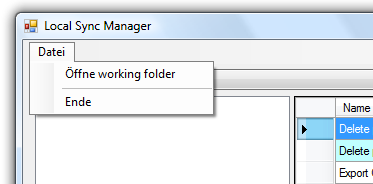 Local Sync Manager
Datei
Öffne working folder
Ende
Name
Delete
Delete
Export